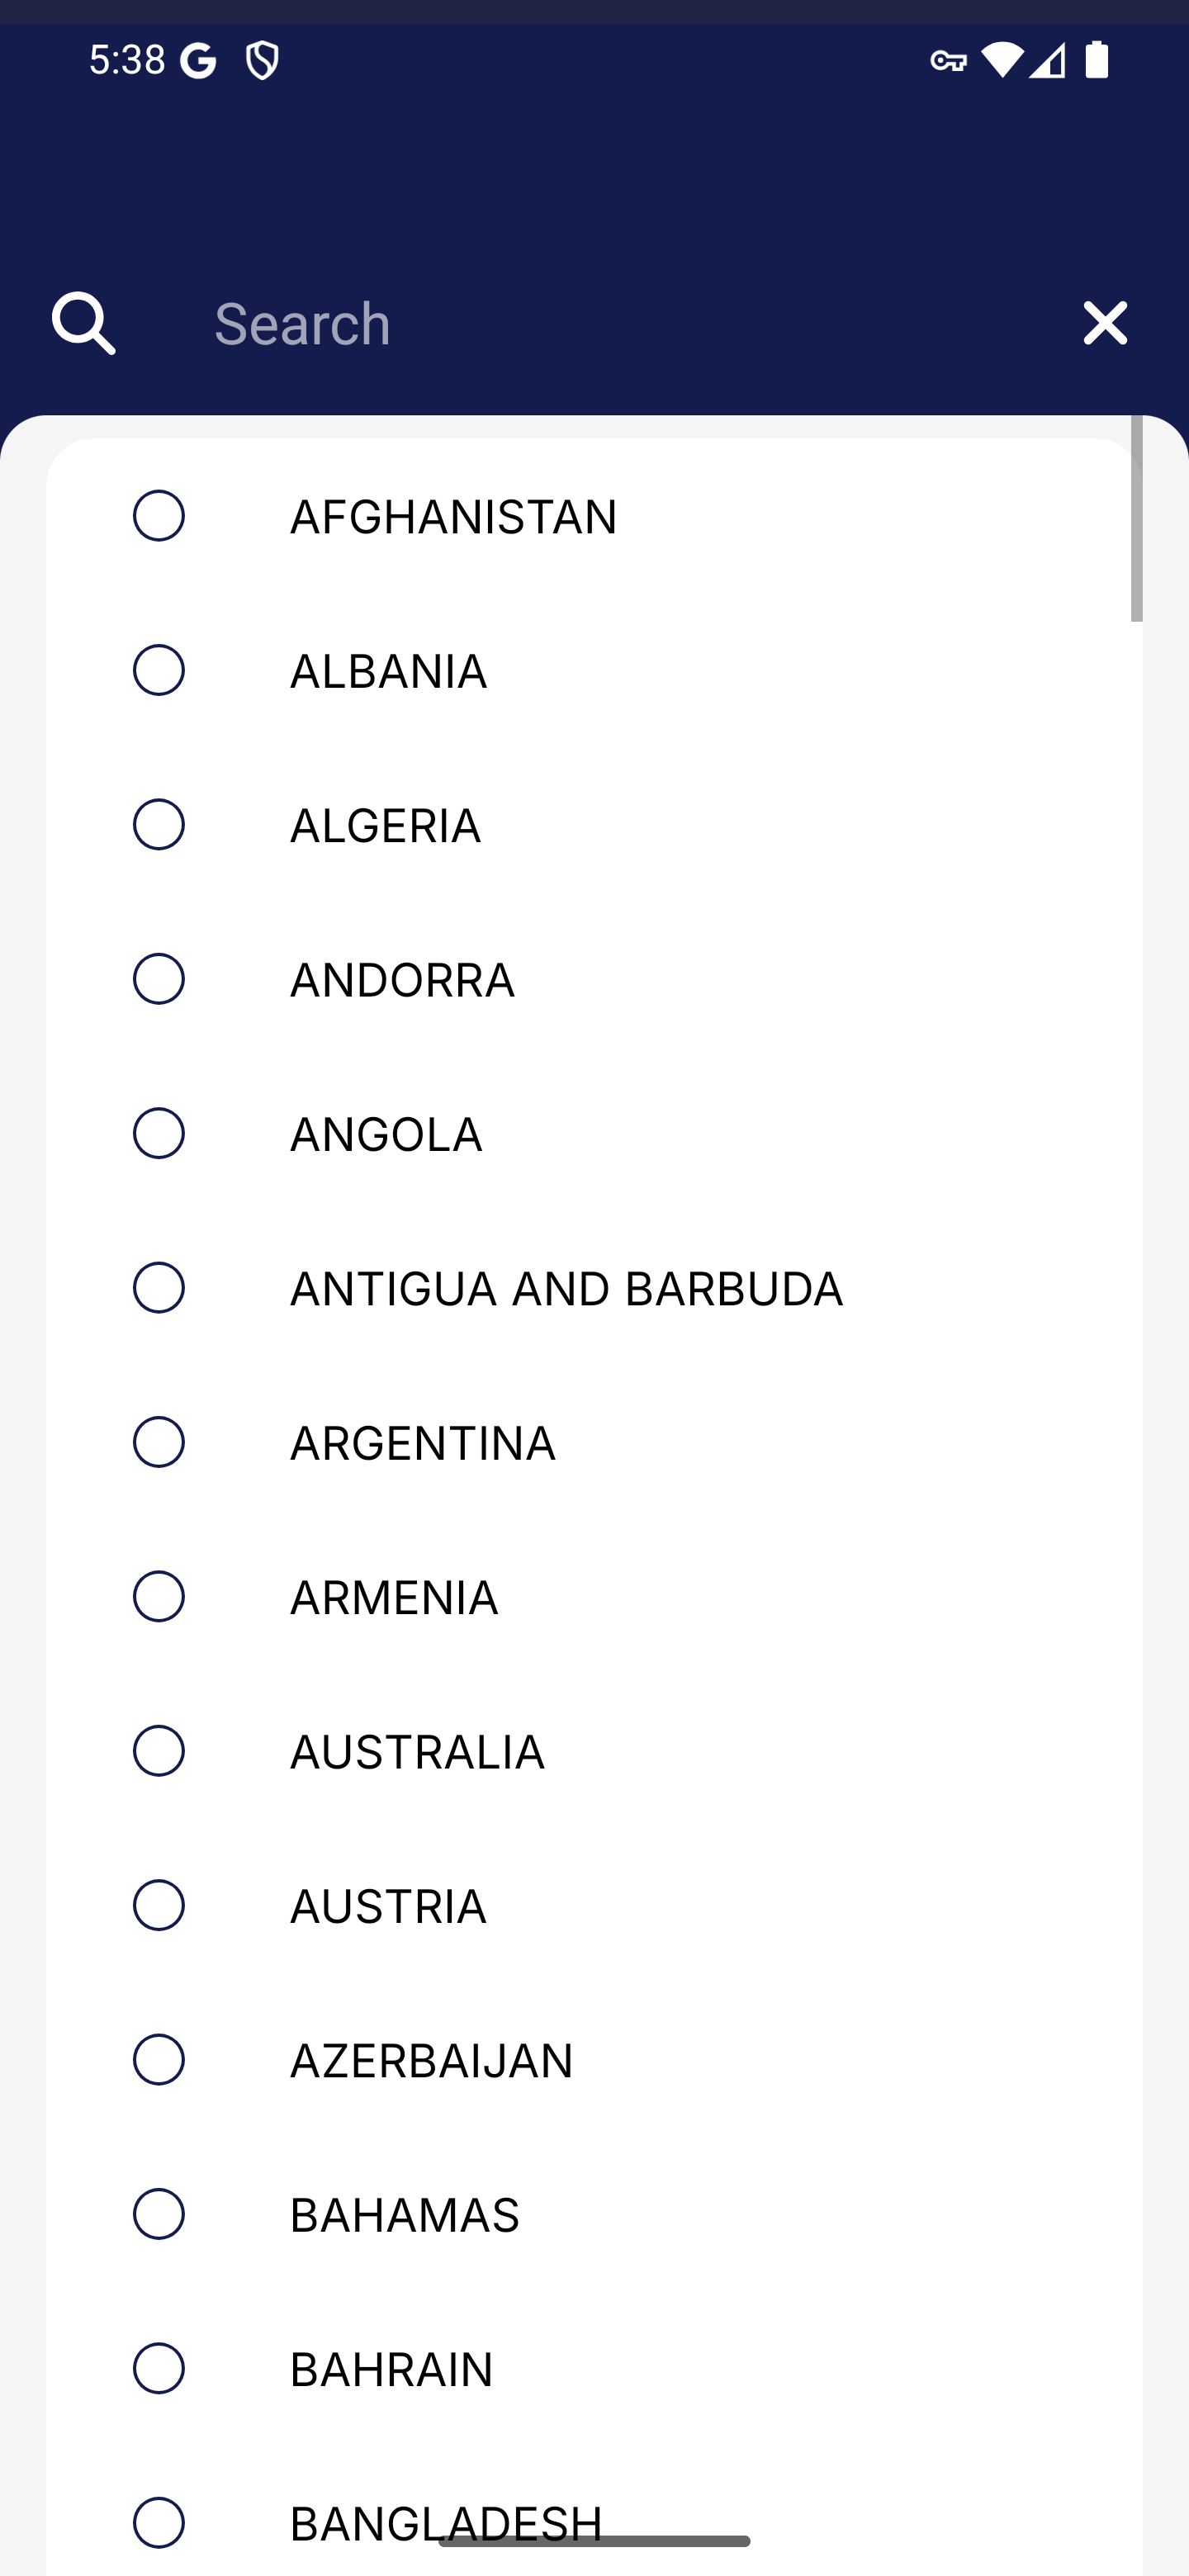 5:38
Search
AFGHANISTAN
ALBANIA
ALGERIA
ANDORRA
ANGOLA
ANTIGUA AND BARBUDA
ARGENTINA
ARMENIA
AUSTRALIA
AUSTRIA
AZERBAIJAN
BAHAMAS
BAHRAIN
BANGLADESH